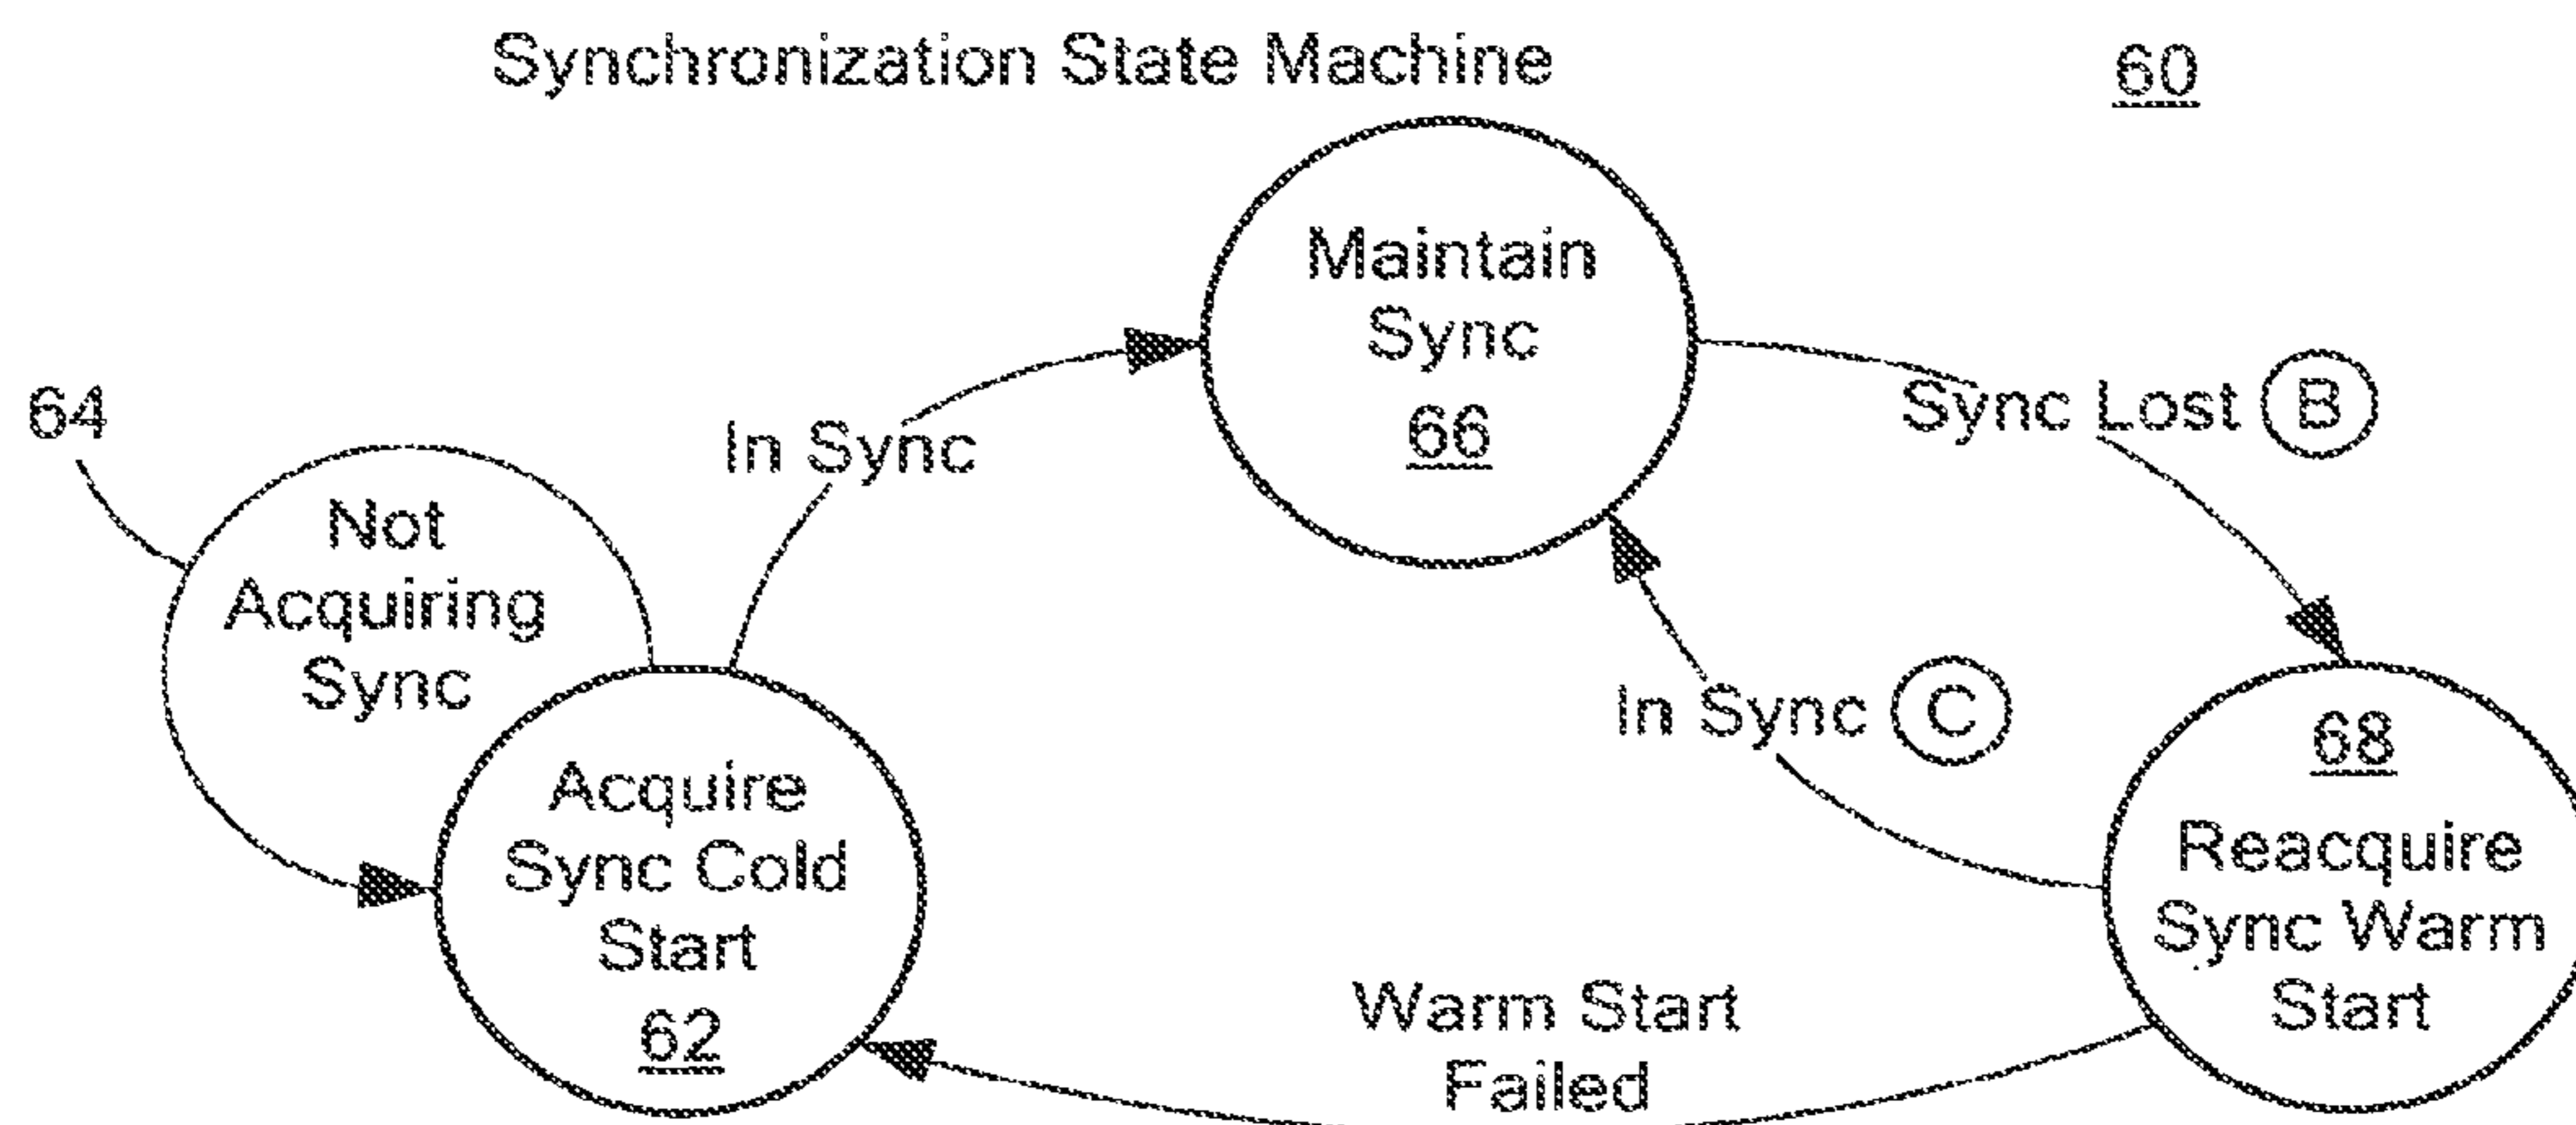 Synchronization State Machine
60
Maintain
Sync
66
Sync Lost B
64
In Sync
Not
Acquiring
Sync
In Sync C
68
Reacquire
Sync Warm
Start
Acquire
Sync Cold
Start
62
Warm Start
Failed